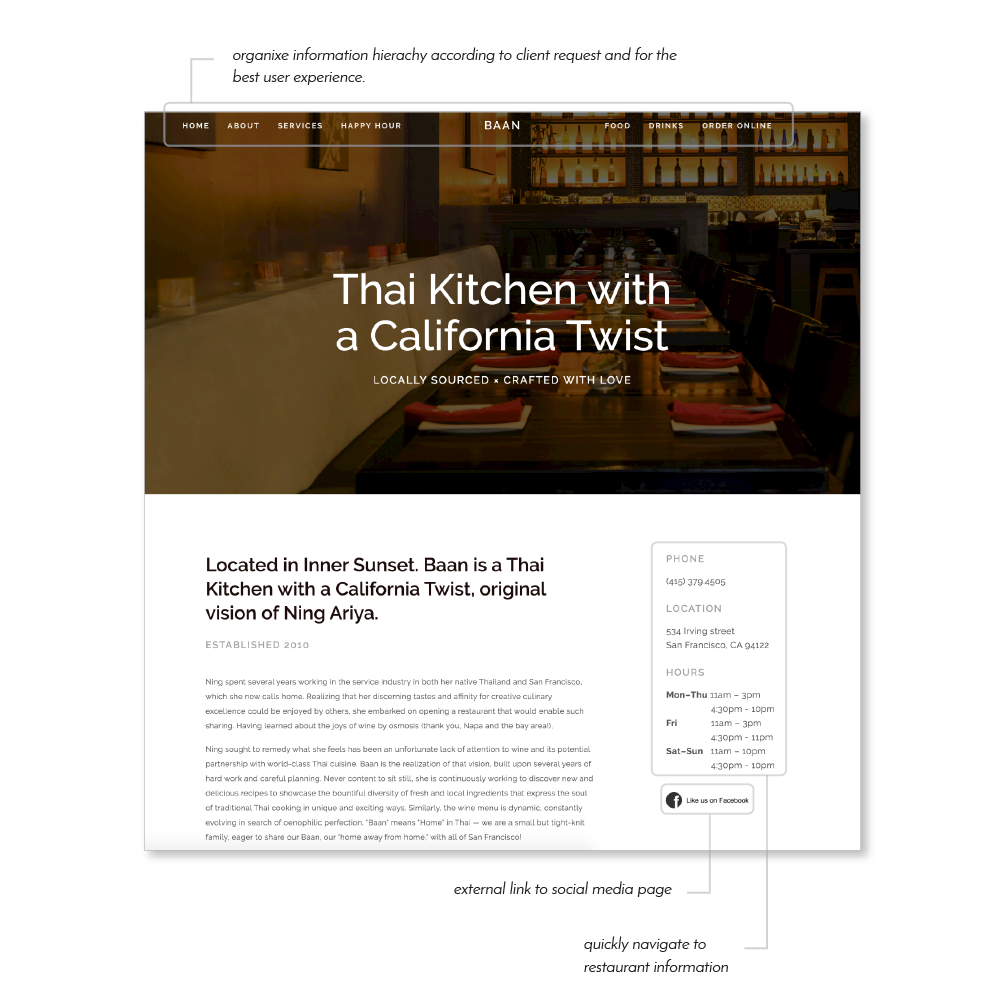 organixe information hierachy according to client request and for the
best user experience.
HOME ABOUT SERVICES HAPPY HOUR BAAN FOOD DRINKS ORDER ONLINE
Thai Kitchen with
a California Twist
LOCALLY SOURCED × CRAFTED WITH LOVE
Located in Inner Sunset. Baan is a Thai
Kitchen with a California Twist, original
vision of Ning Ariya.
ESTABLISHED 2010
Ning spent several years working in the service industry in both her native Thailand and San Francisco,
which she now calls home. Realizing that her discerning tastes and affinity for creative culinary
excellence could be enjoyed by others, she embarked on opening a restaurant that would enable such
sharing. Having learned about the joys of wine by osmosis (thank you, Napa and the bay area!).
Ning sought to remedy what she feels has been an unfortunate lack of attention to wine and its potential
partnership with world-class Thai cuisine. Baan is the realization of that vision, built upon several years of
hard work and careful planning. Never content to sit still, she is continuously working to discover new and
delicious recipes to showcase the bountiful diversity of fresh and local ingredients that express the soul
of traditional Thai cooking in unique and exciting ways. Similarly, the wine menu is dynamic, constantly
evolving in search of oenophilic perfection. "Baan" means "Home" in Thai — we are a small but tight-knit
family, eager to share our Baan, our "home away from home," with all of San Francisco!
PHONE
(415) 379.4505
LOCATION
534 Irving street
San Francisco, CA 94122
HOURS
Mon–Thu 11am – 3pm
4:30pm - 10pm
Fri 11am – 3pm
4:30pm - 11pm
Sat–Sun 11am – 10pm
4:30pm - 10pm
Like us on Facebook
external link to social media page
quickly navigate to
restaurant information